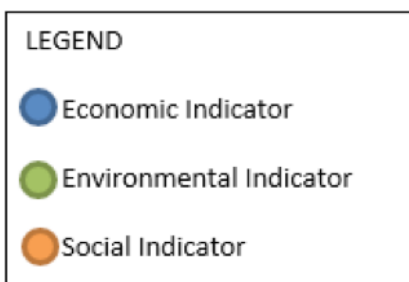 LEGEND
Economic Indicator
Environmental Indicator
Social Indicator